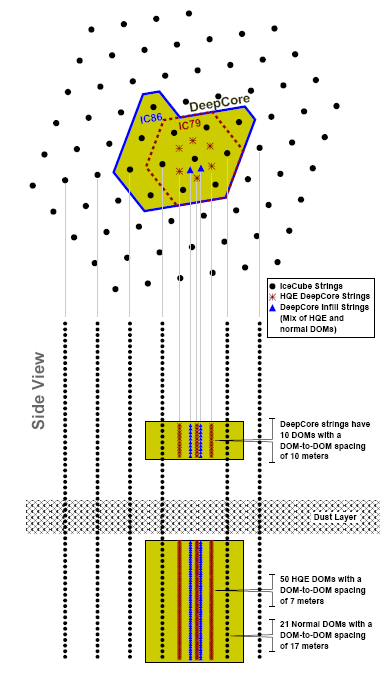 DeepCore
IC86
IC79
IceCube Strings
HQE DeepCore Strings
DeepCore Infill Strings
(Mix of HQE and
normal DOMs)
Side View
DeepCore strings have
10 DOMs with a
DOM-to-DOM spacing
of 10 meters
Dust Layer
50 HQE DOMs with a
DOM-to-DOM spacing
of 7 meters
21 Normal DOMs with a
DOM-to-DOM spacing
of 17 meters